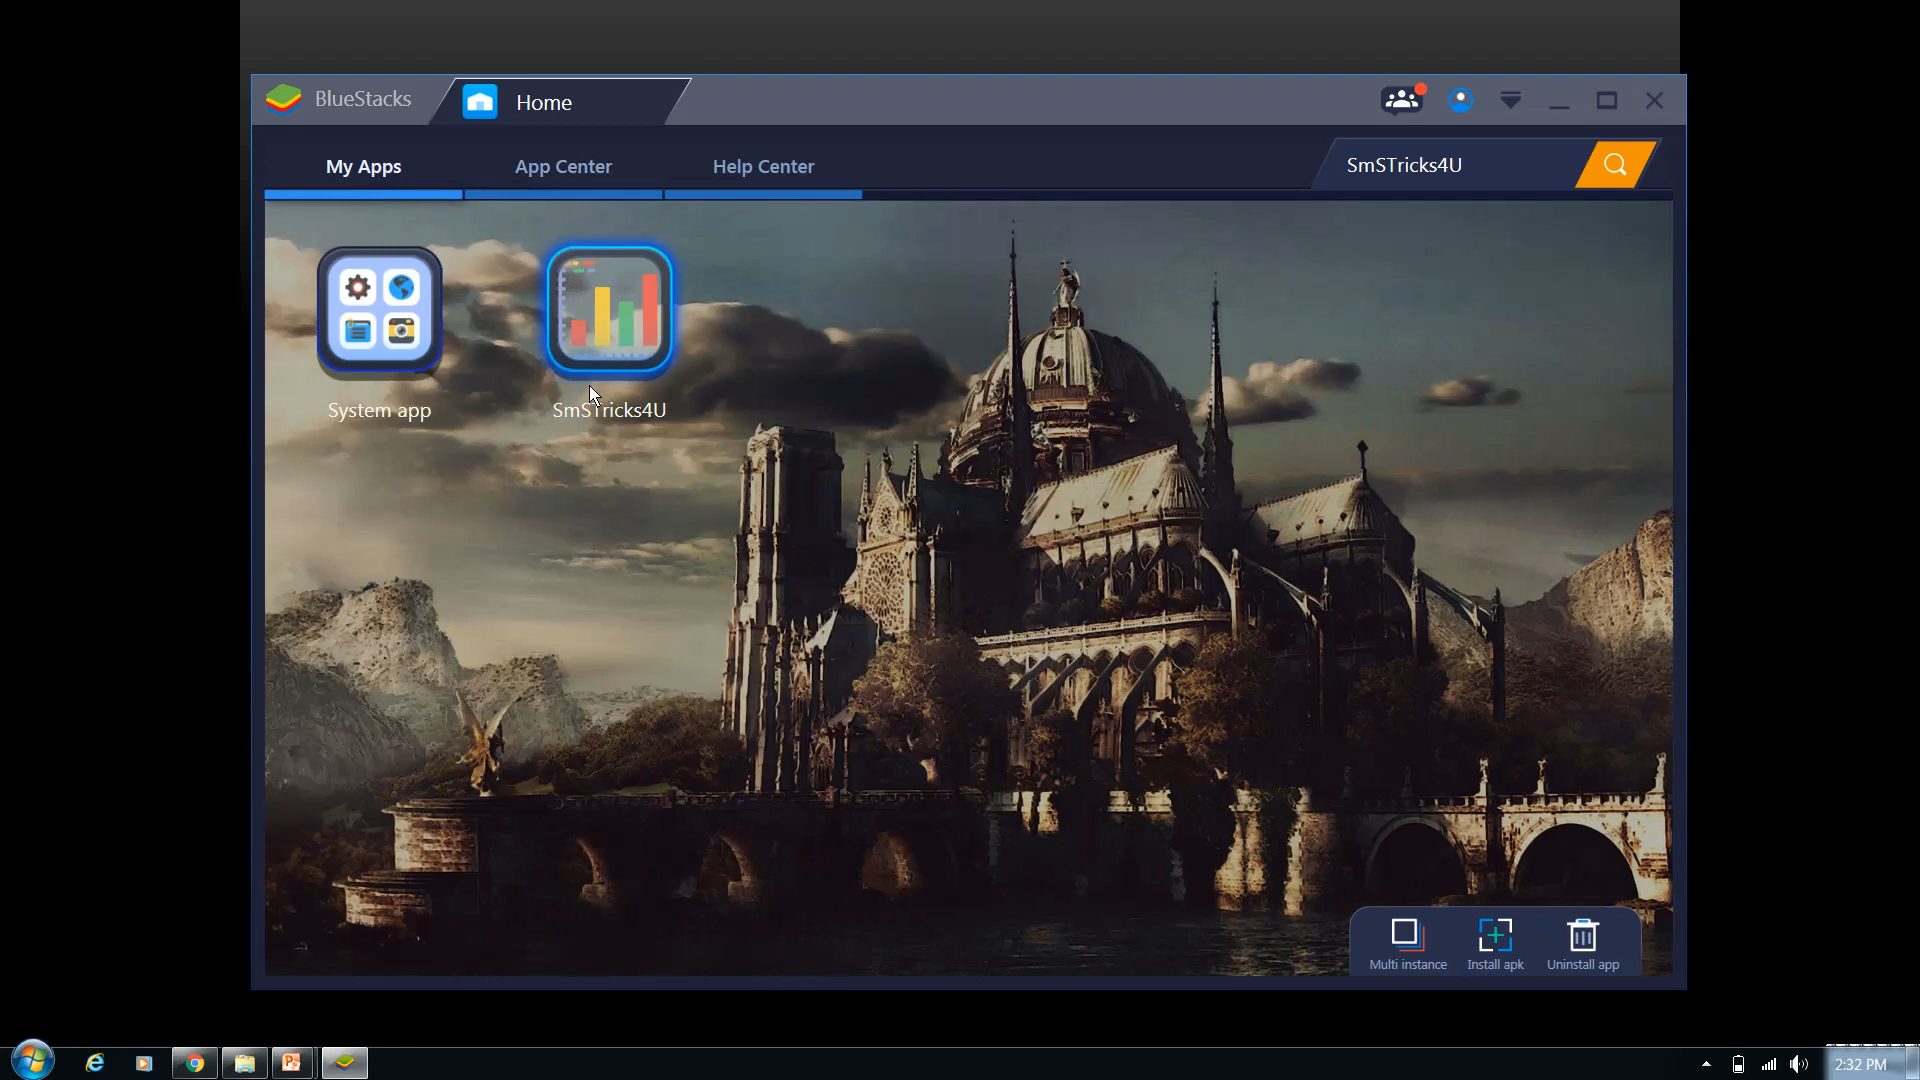 BlueStacks
Home
My Apps
App Center
Help Center
SmSTricks4U
System app
SmSTricks4U
Multi instance
Install apk
Uninstall app
2:32 PM